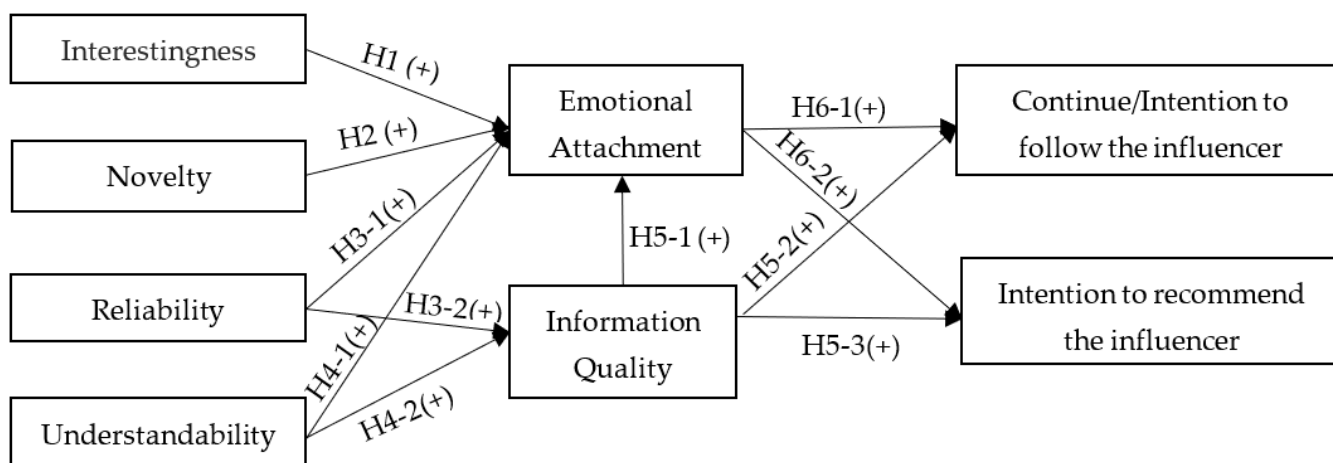 Interestingness
H1 (+)
Emotional
Attachment
H6-1(+)
Continue/Intention to
follow the influencer
H2 (+)
Novelty
H6-2(+)
H3-1(+)
H5-1 (+)
H5-2(+)
Reliability
H3-2(+)
Information
Quality
Intention to recommend
the influencer
H4-1(+)
H5-3(+)
H4-2(+)
Understandability